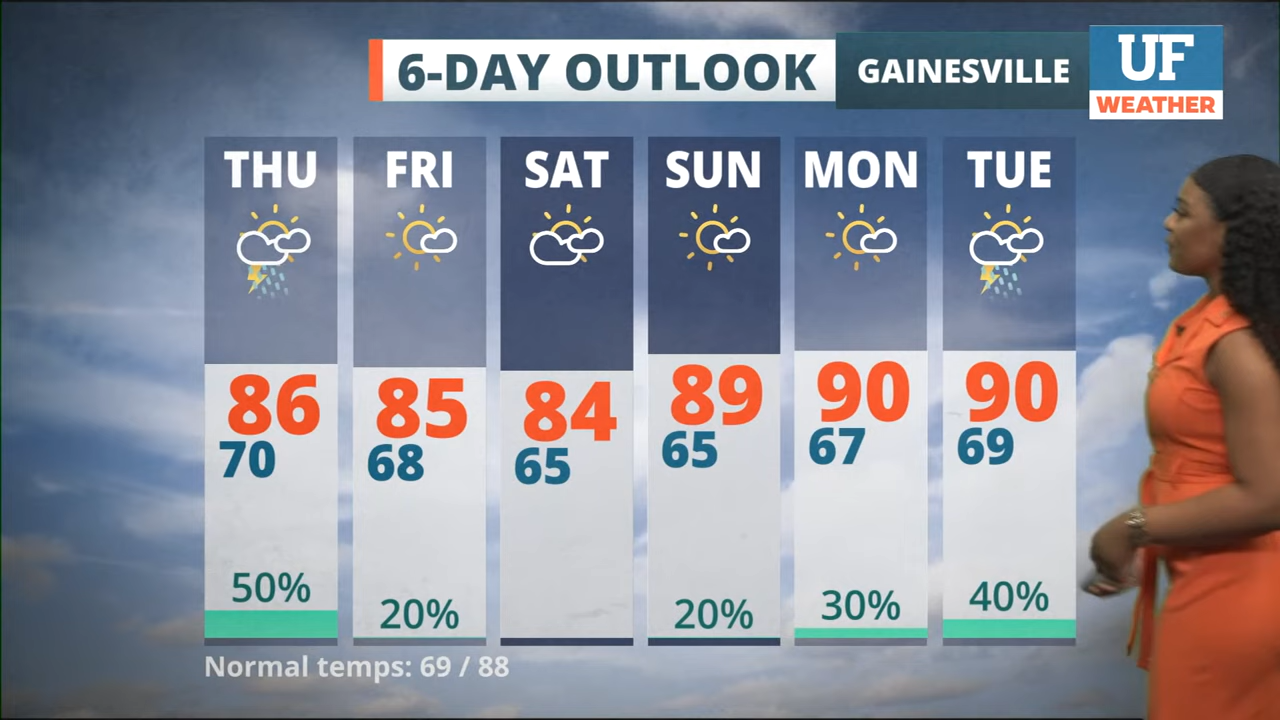 6-DAY OUTLOOK GAINESVILLE UF
WEATHER
THU FRI SAT SUN MON TUE
86 85 84 89 90 90
70 68 65 65 67 69
50% 20% 20% 30% 40%
Normal temps: 69 / 88